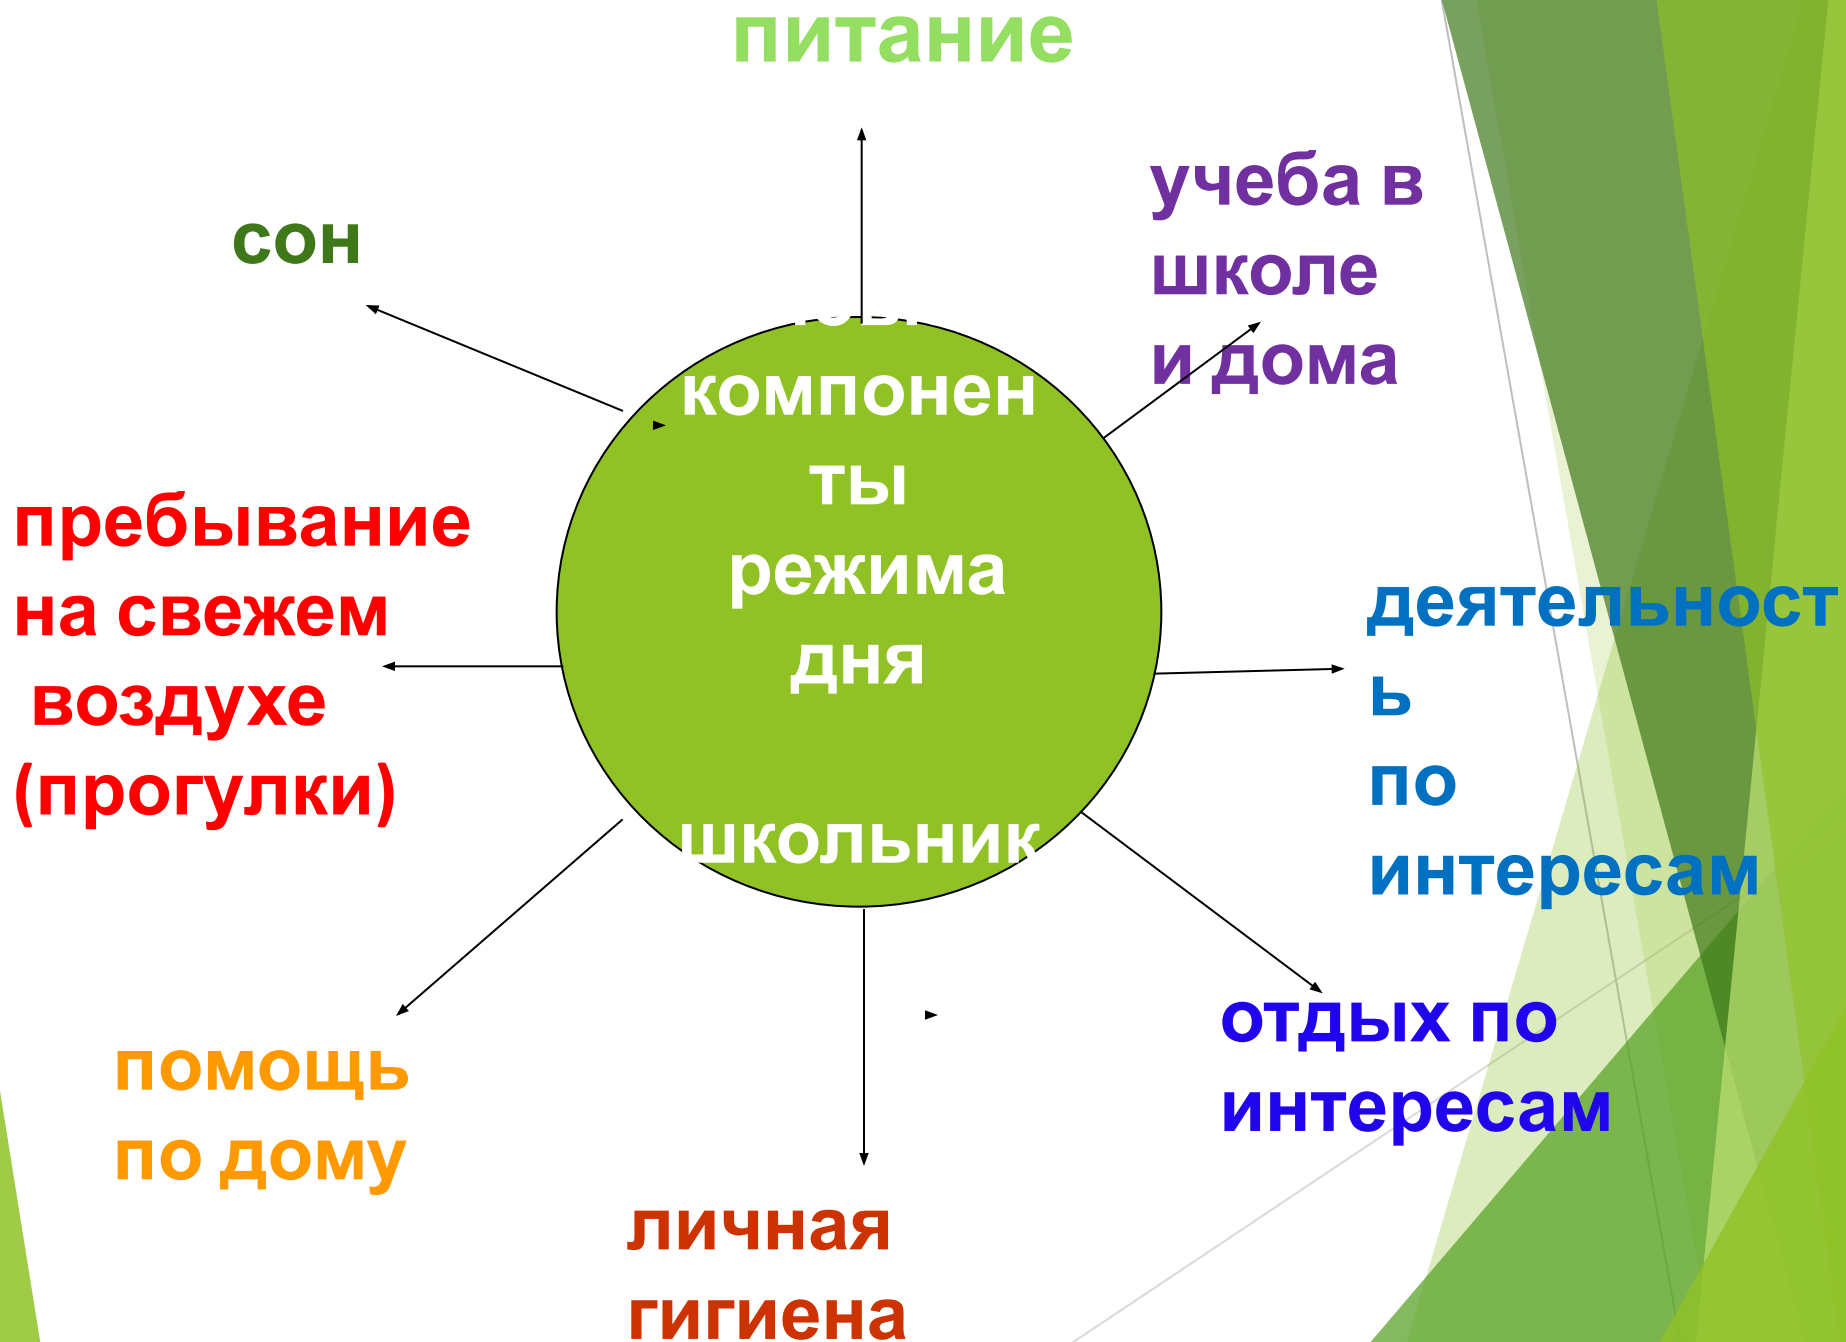 питание
учеба в
школе
и дома
сон
компонен
ты
режима
дня
школьник
пребывание
на свежем
воздухе
(прогулки)
деятельност
ь
по
интересам
отдых по
интересам
помощь
по дому
личная
гигиена